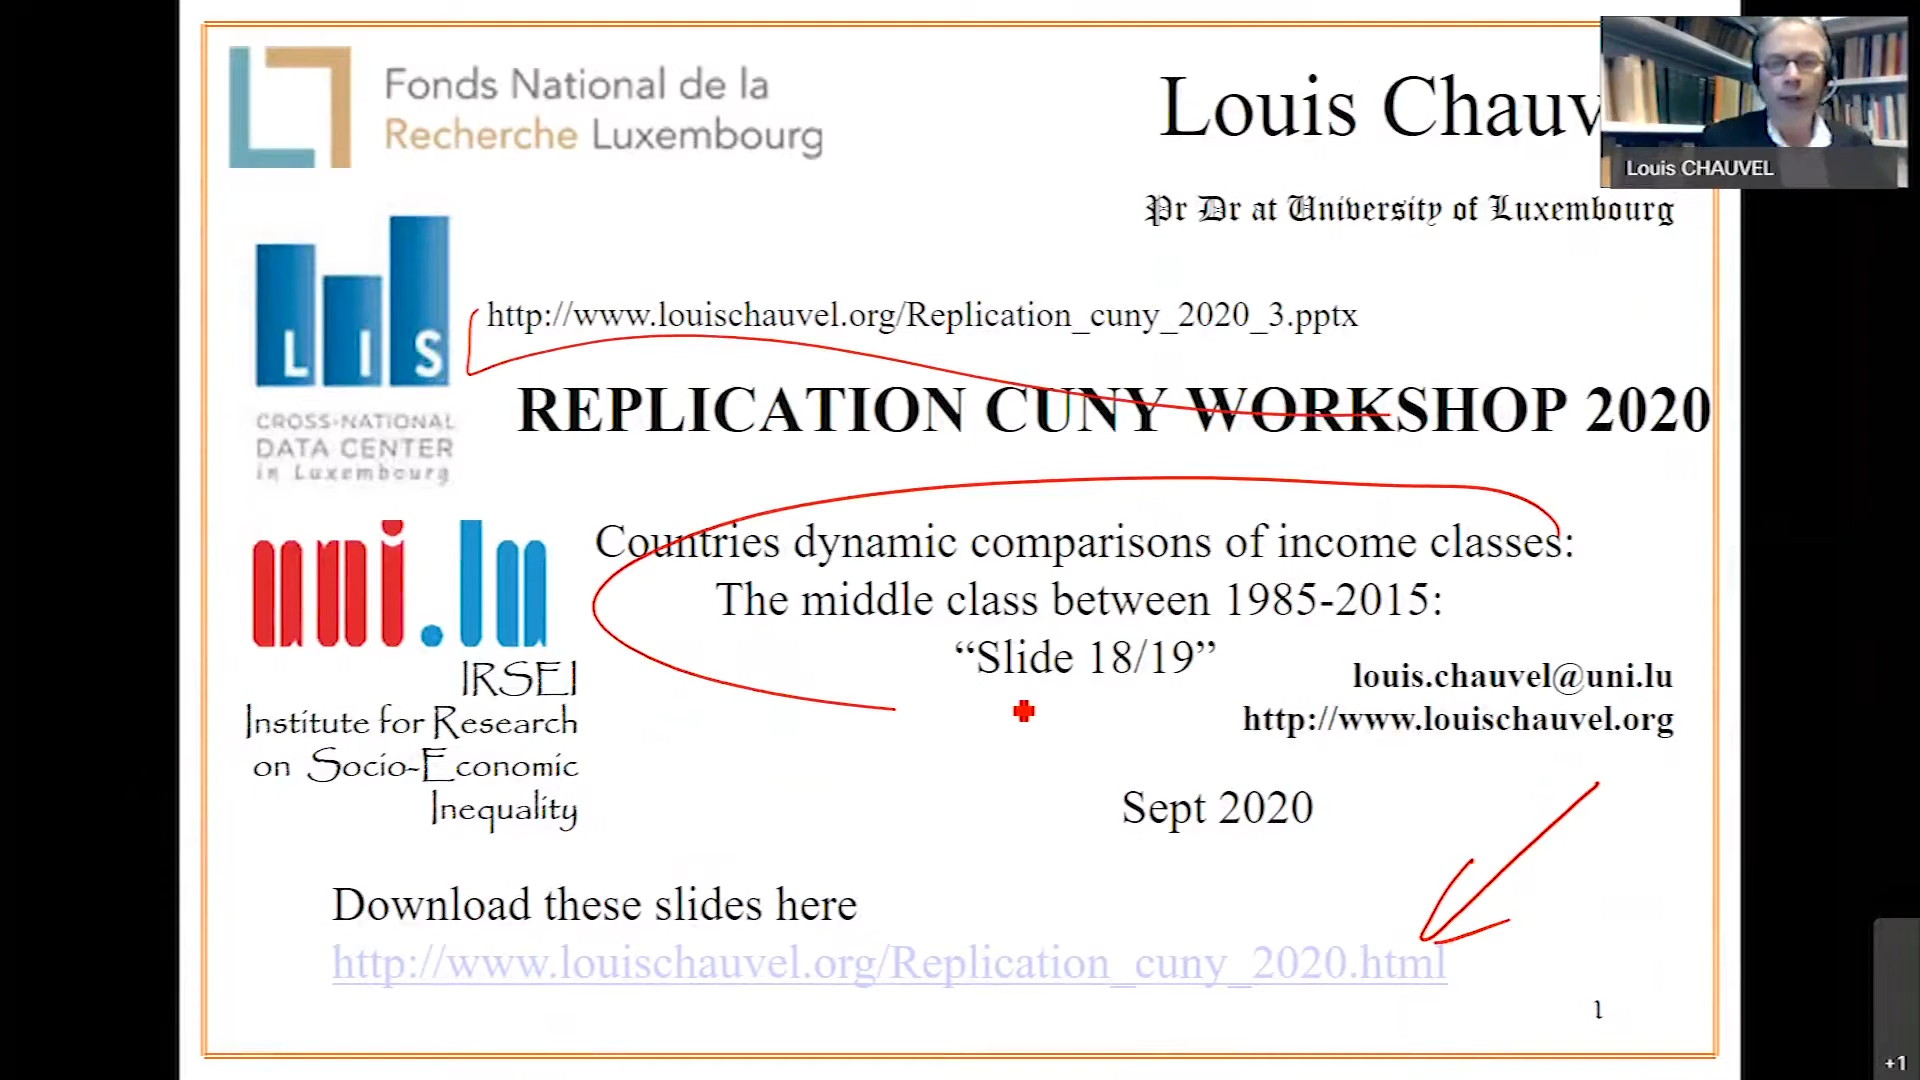 Fonds National de la
Recherche Luxembourg
Louis Chauv
Louis CHAUVEL
Pr Dr at University of Luxembourg
LIS
CROSS-NATIONAL
DATA CENTER
in Luxembourg
http://www.louischauvel.org/Replication_cuny_2020_3.pptx
REPLICATION CUNY WORKSHOP 2020
Countries dynamic comparisons of income classes:
The middle class between 1985-2015:
“Slide 18/19”
uni.lu
IRSEI
Institute for Research
on Socio-Economic
Inequality
louis.chauvel@uni.lu
http://www.louischauvel.org
Sept 2020
Download these slides here
http://www.louischauvel.org/Replication_cuny_2020.html
1
+1